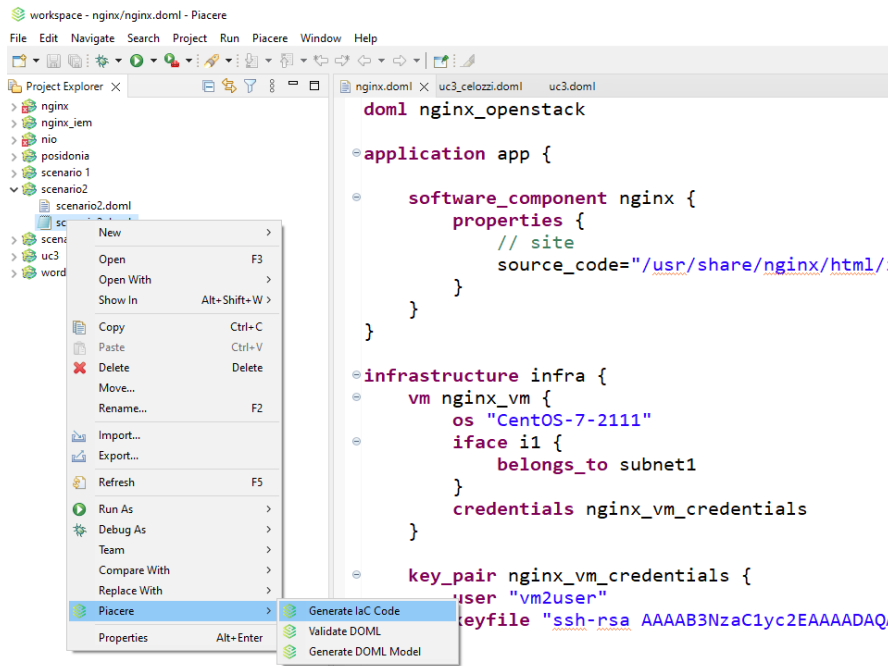 workspace - nginx/nginx.doml - Piacere
File Edit Navigate Search Project Run Piacere Window Help
Project Explorer
nginx
nginx_iem
nio
posidonia
scenario 1
scenario2
scenario2.doml
uc3
New
Open F3
Open With
Show In Alt+Shift+W
Copy Ctrl+C
Paste Ctrl+V
Delete Delete
Move...
Rename... F2
Import...
Export...
Refresh F5
Run As
Debug As
Team
Compare With
Replace With
Piacere
Properties Alt+Enter
Generate IaC Code
Validate DOML
Generate DOML Model
nginx.doml uc3_celozzi.doml uc3.doml
doml nginx_openstack
application app {
software_component nginx {
properties {
// site
source_code="/usr/share/nginx/html/
}
}
}
infrastructure infra {
vm nginx_vm {
os "CentOS-7-2111"
iface i1 {
belongs_to subnet1
}
credentials nginx_vm_credentials
}
key_pair nginx_vm_credentials {
user "vm2user"
keyfile "ssh-rsa AAAAB3NzaC1yc2EAAAADAQA